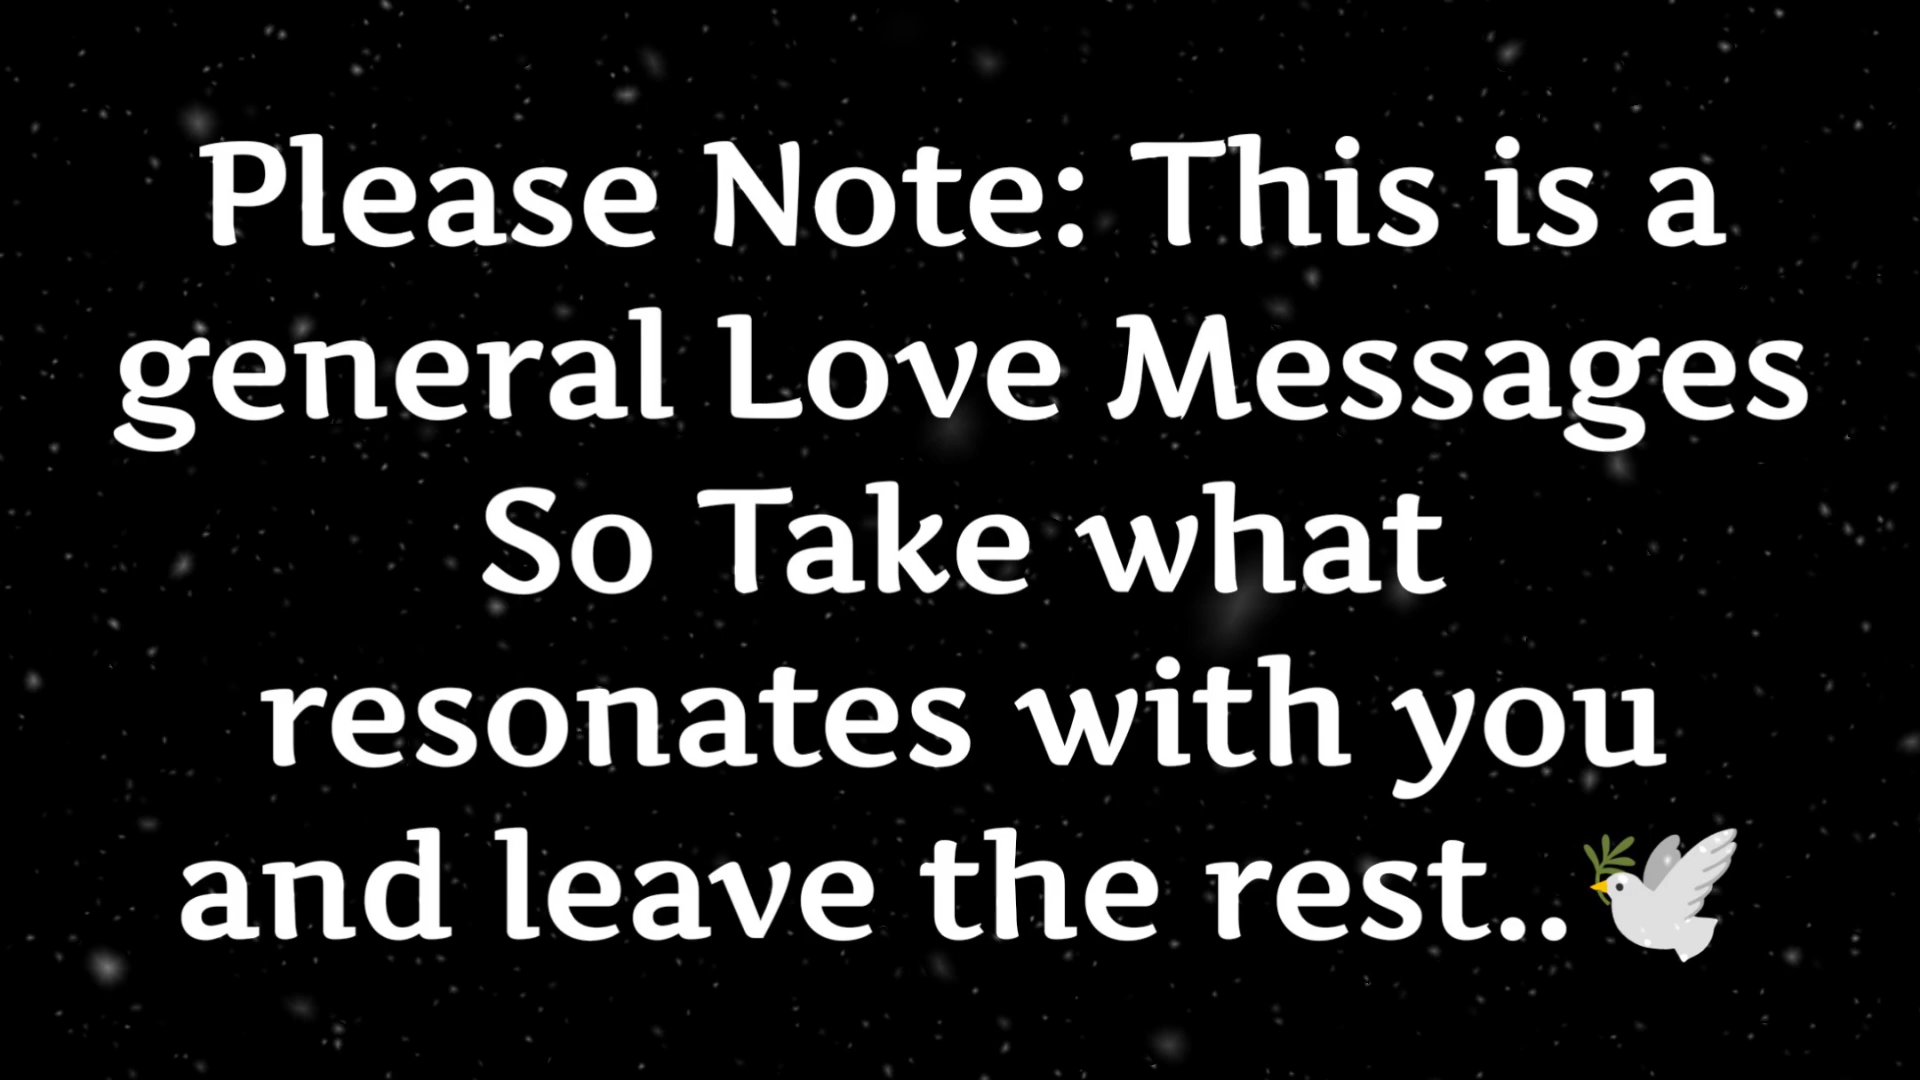 Please Note: This is a
general Love Messages
So Take what
resonates with you
and leave the rest..🕊️